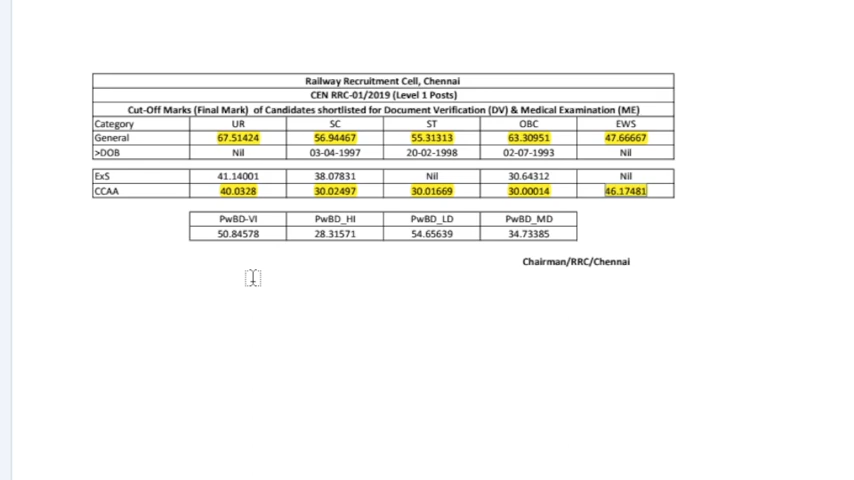 Railway Recruitment Cell, Chennai
CEN RRC-01/2019 (Level 1 Posts)
Cut-Off Marks (Final Mark) of Candidates shortlisted for Document Verification (DV) & Medical Examination (ME)
Category UR SC ST OBC EWS
General 67.51424 56.94467 55.31313 63.30951 47.66667
>DOB Nil 03-04-1997 20-02-1998 02-07-1993 Nil
ExS 41.14001 38.07831 Nil 30.64312 Nil
CCAA 40.0328 30.02497 30.01669 30.00014 46.17481
PwBD-VI PwBD_HI PwBD_LD PwBD_MD
50.84578 28.31571 54.65639 34.73385
Chairman/RRC/Chennai